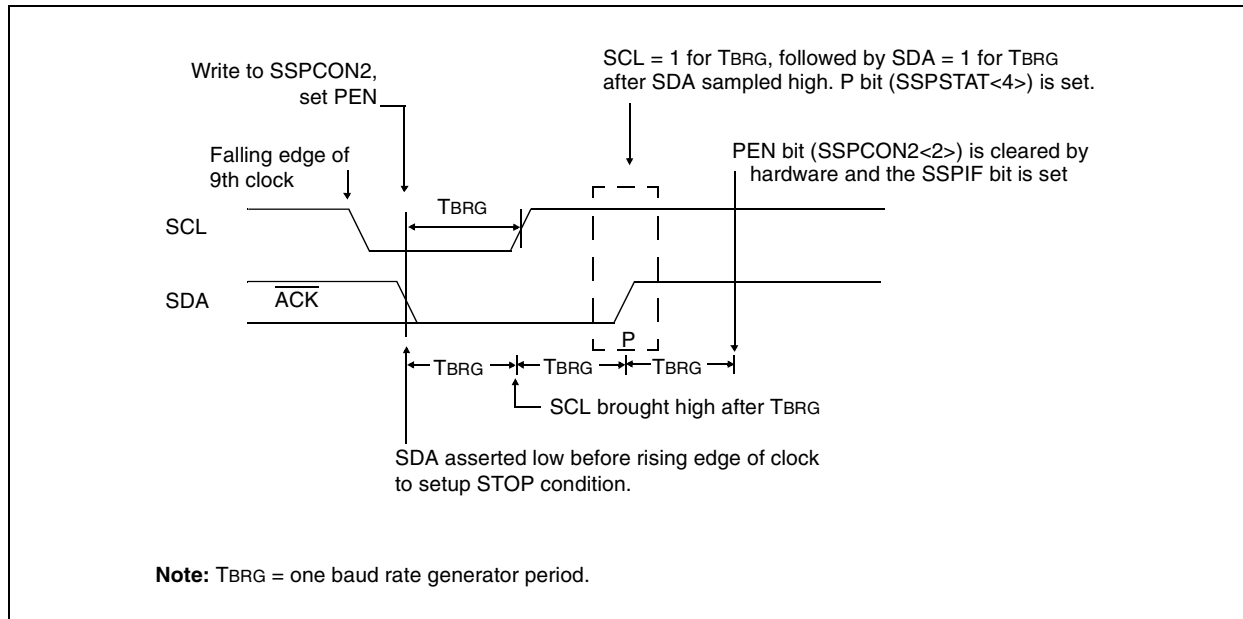 SCL = 1 for TBRG, followed by SDA = 1 for TBRG
after SDA sampled high. P bit (SSPSTAT<4>) is set.
Write to SSPCON2,
set PEN
PEN bit (SSPCON2<2>) is cleared by
hardware and the SSPIF bit is set
Falling edge of
9th clock
TBRG
SCL
SDA
ACK
P
TBRG
TBRG
TBRG
SCL brought high after TBRG
SDA asserted low before rising edge of clock
to setup STOP condition.
Note: TBRG = one baud rate generator period.